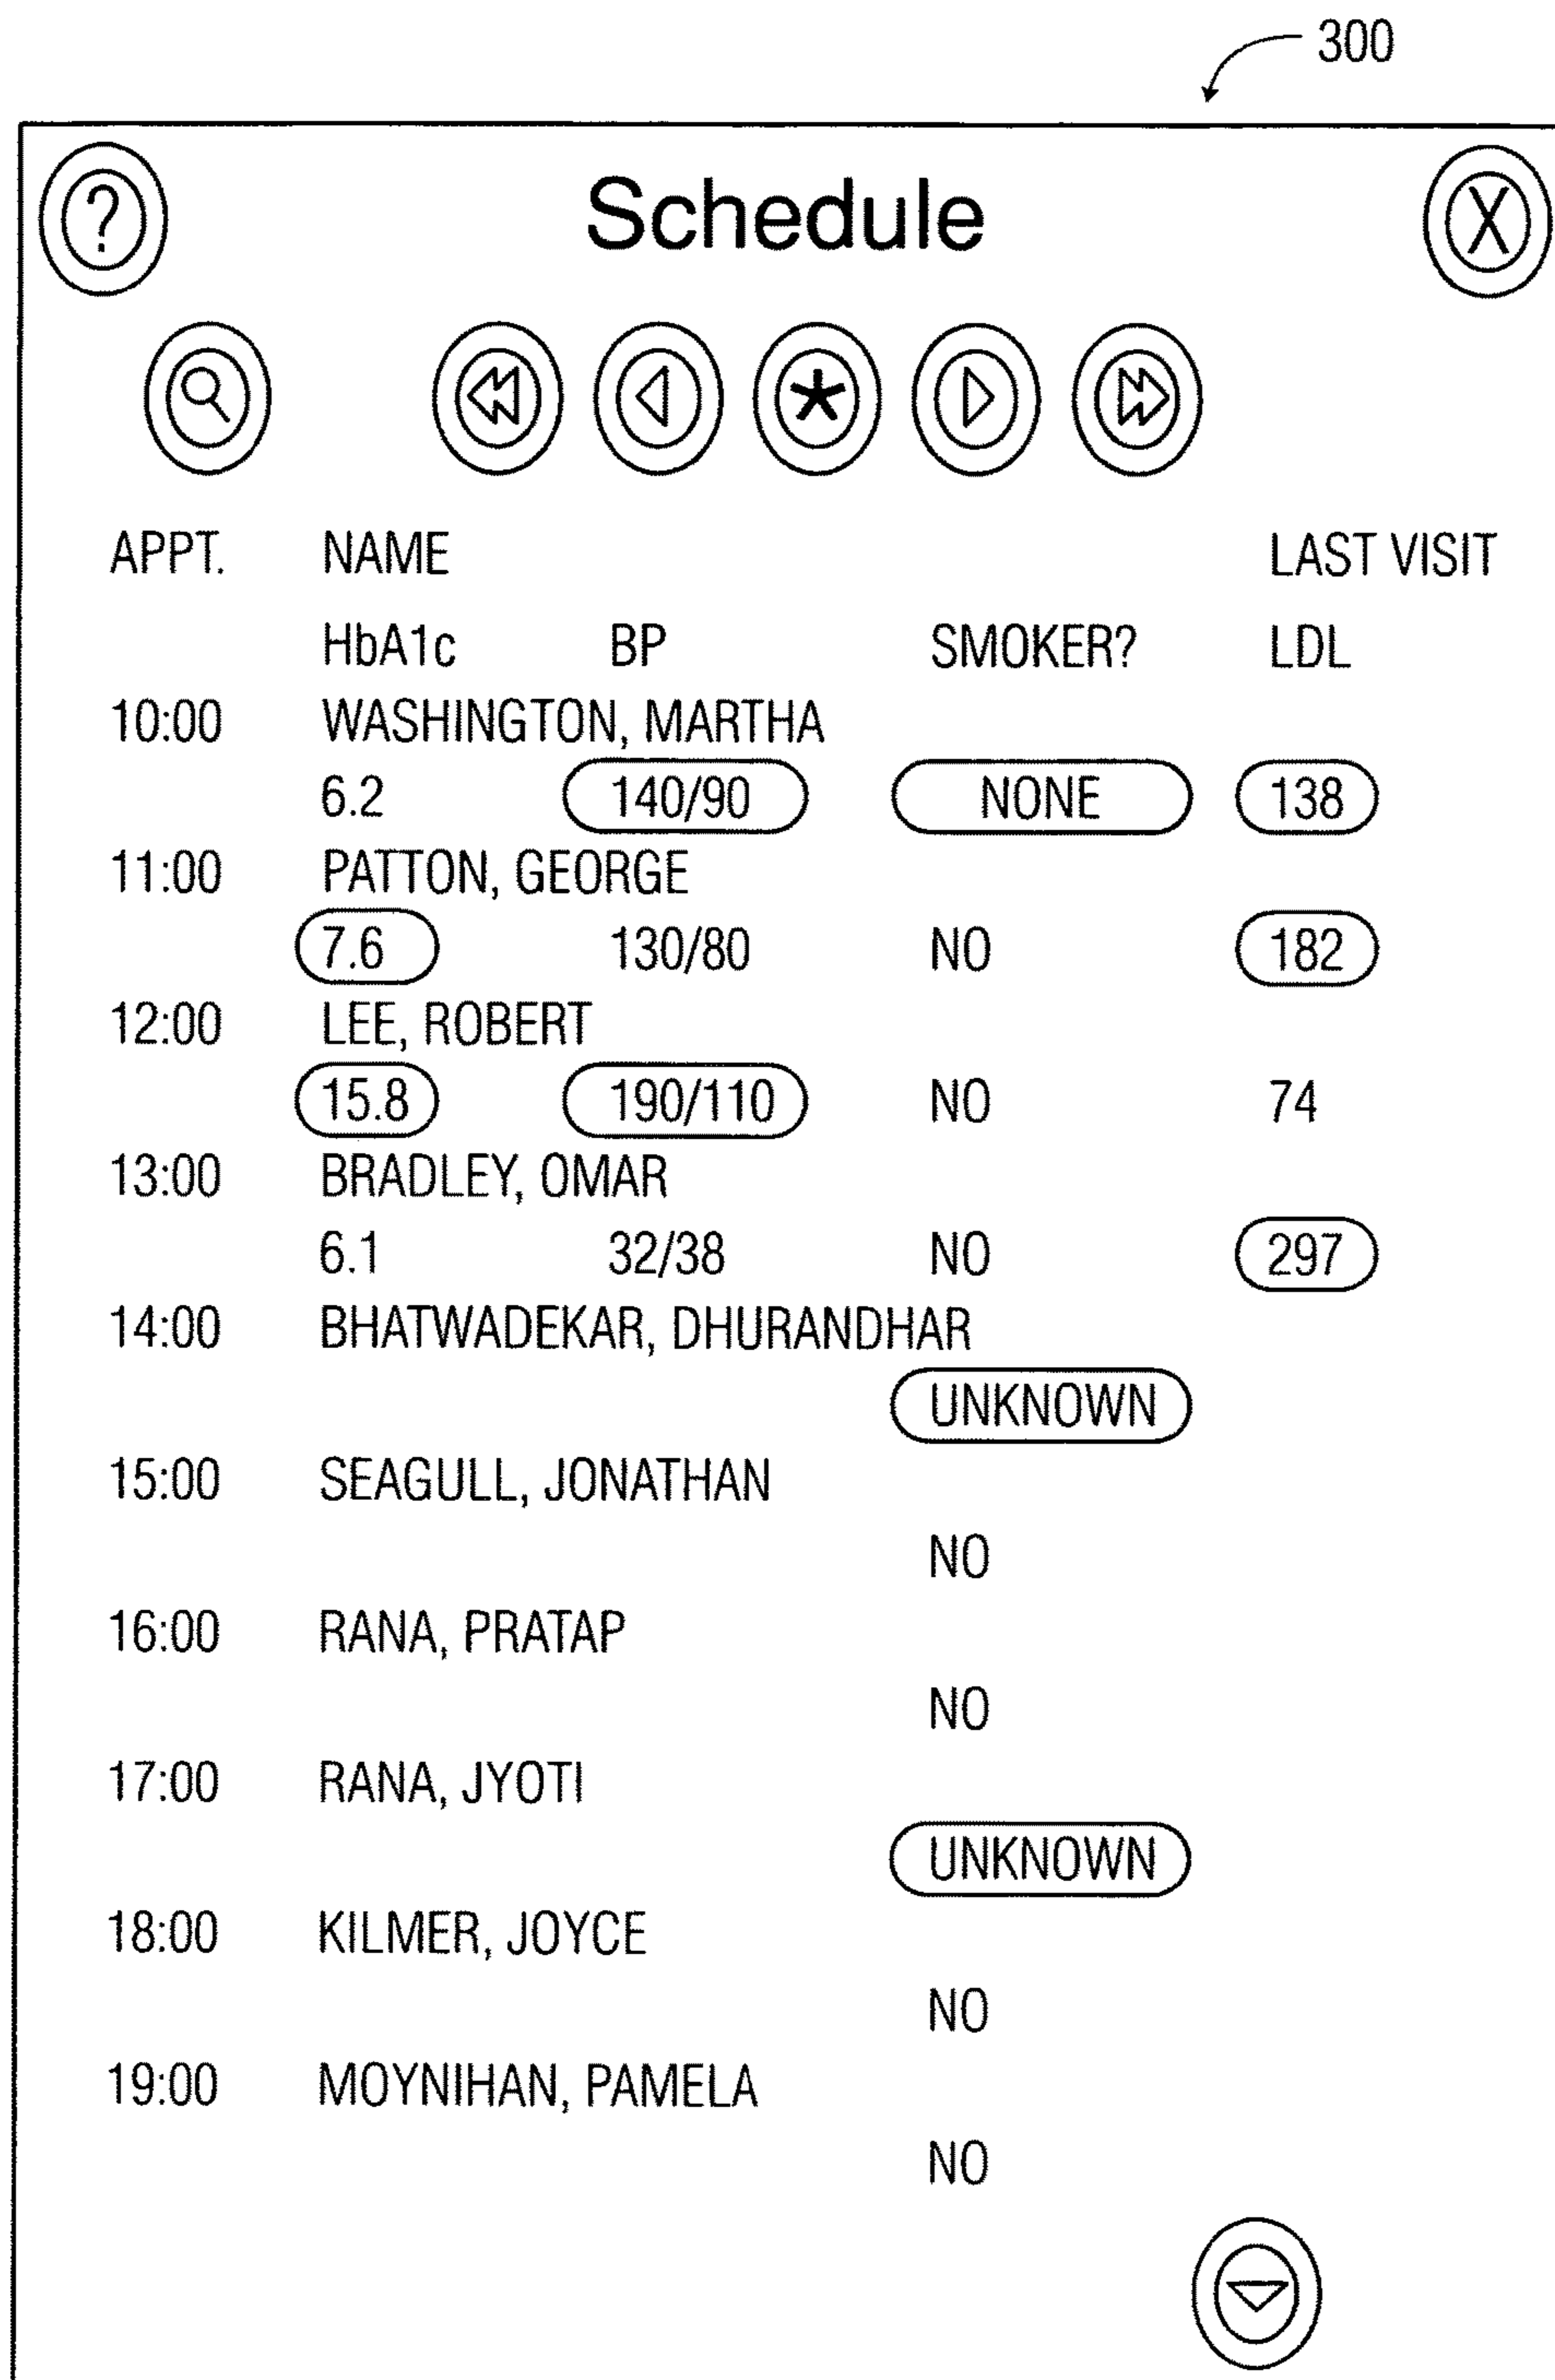 300
? Schedule X
*
APPT. NAME LAST VISIT
HbA1c BP SMOKER? LDL
10:00 WASHINGTON, MARTHA
6.2 140/90 NONE 138
11:00 PATTON, GEORGE
7.6 130/80 NO 182
12:00 LEE, ROBERT
15.8 190/110 NO 74
13:00 BRADLEY, OMAR
6.1 32/38 NO 297
14:00 BHATWADEKAR, DHURANDHAR
UNKNOWN
15:00 SEAGULL, JONATHAN
NO
16:00 RANA, PRATAP
NO
17:00 RANA, JYOTI
UNKNOWN
18:00 KILMER, JOYCE
NO
19:00 MOYNIHAN, PAMELA
NO